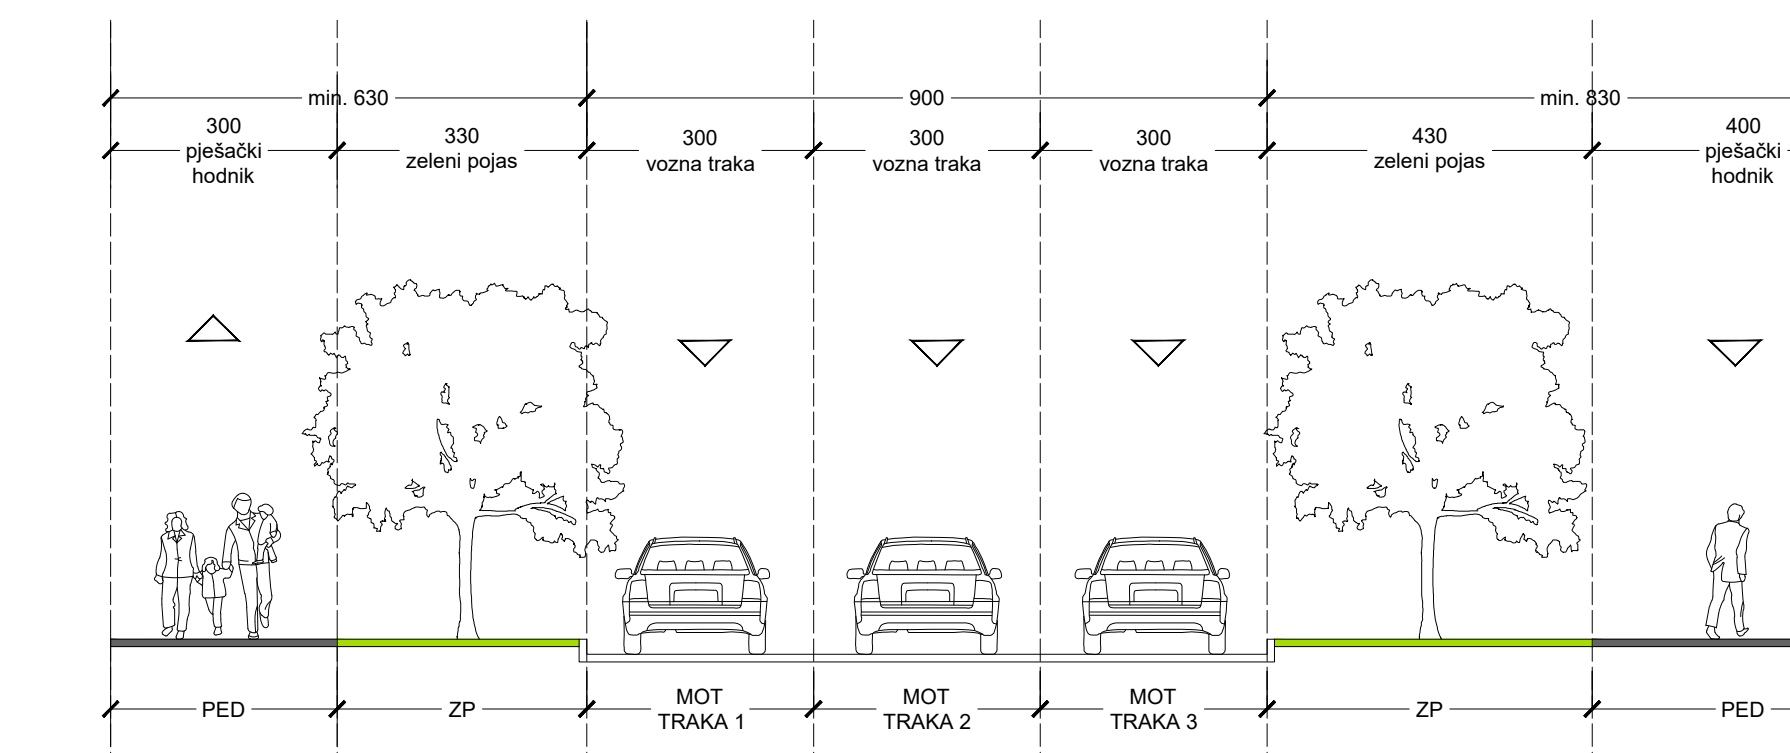 min. 630
900
min. 830
300
pješački
hodnik
330
zeleni pojas
300
vozna traka
300
vozna traka
300
vozna traka
430
zeleni pojas
400
pješački
hodnik
PED
ZP
MOT
TRAKA 1
MOT
TRAKA 2
MOT
TRAKA 3
ZP
PED